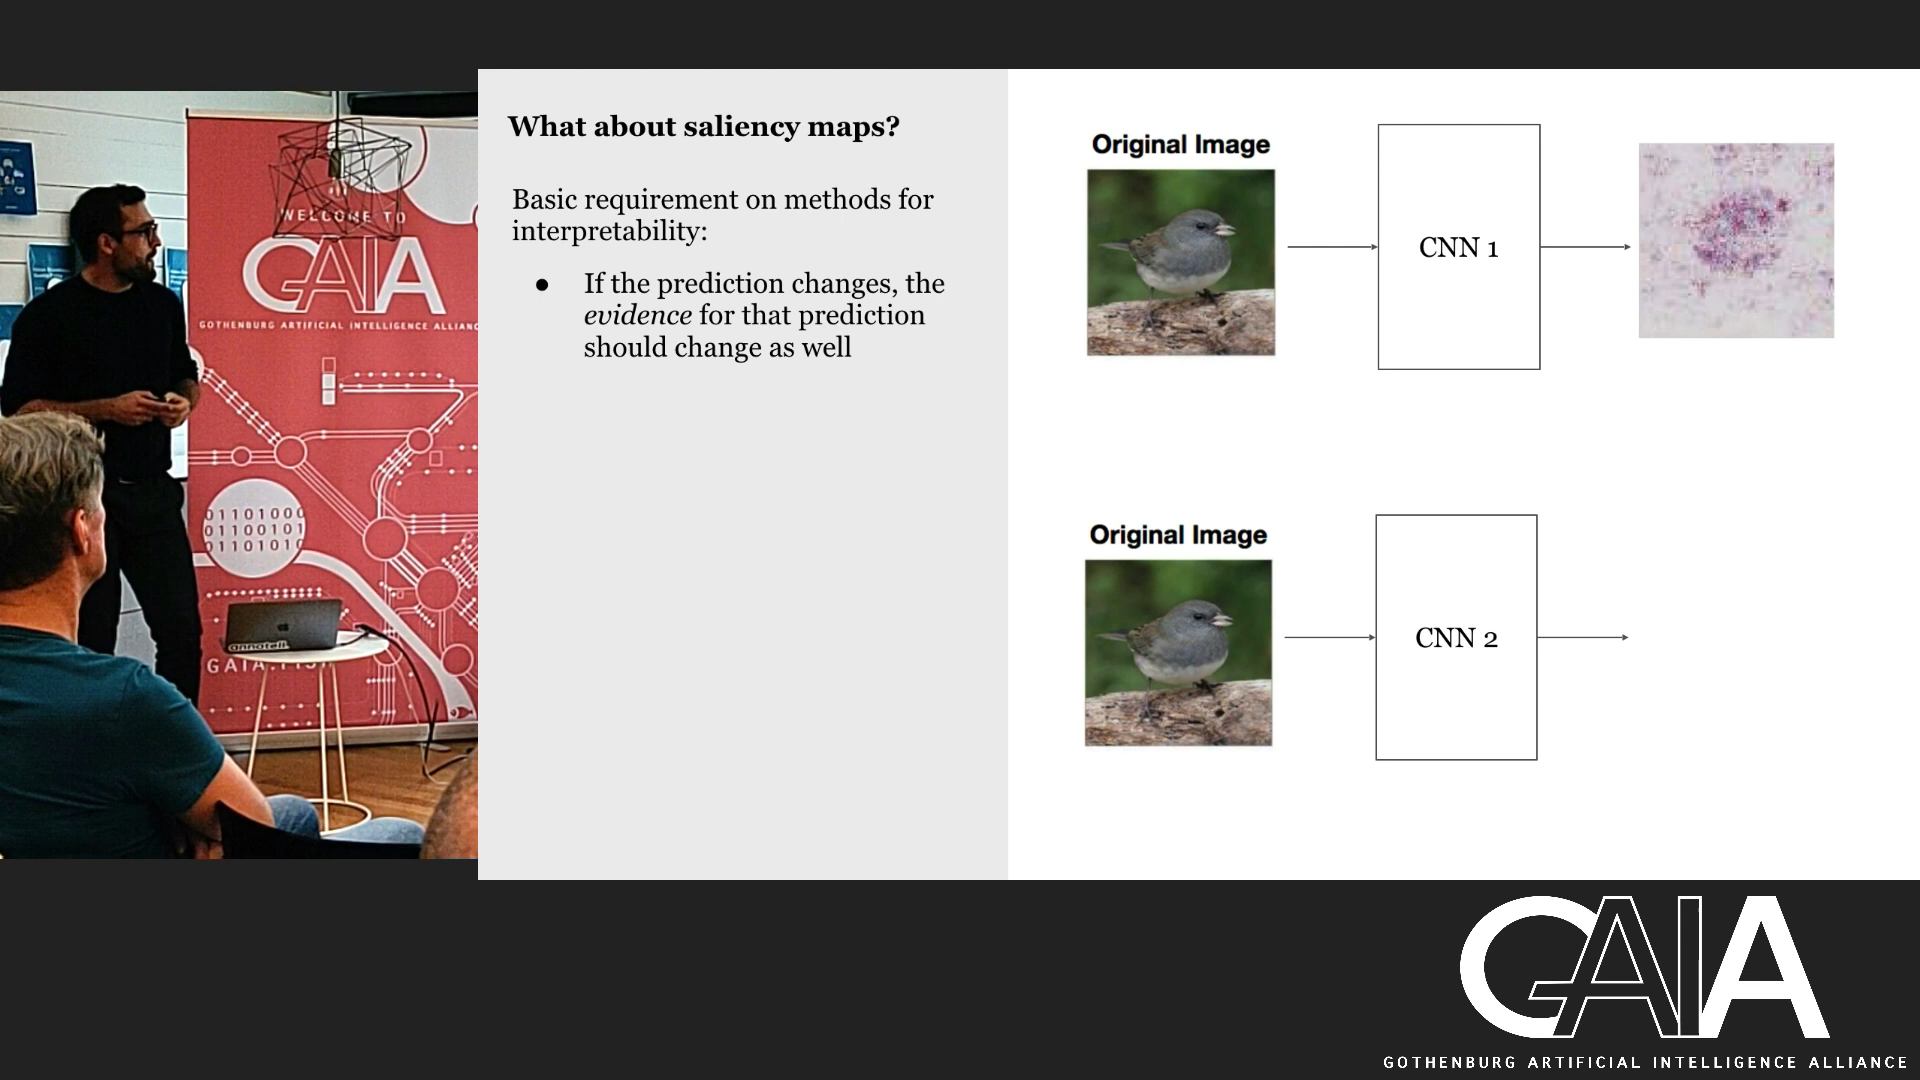 WELCOME TO
GAIA
GOTHENBURG ARTIFICIAL INTELLIGENCE ALLIANC
01101000
01100101
01101010
annotell
What about saliency maps?
Basic requirement on methods for
interpretability:
● If the prediction changes, the
evidence for that prediction
should change as well
Original Image
CNN 1
Original Image
CNN 2
GAIA
GOTHENBURG ARTIFICIAL INTELLIGENCE ALLIANCE